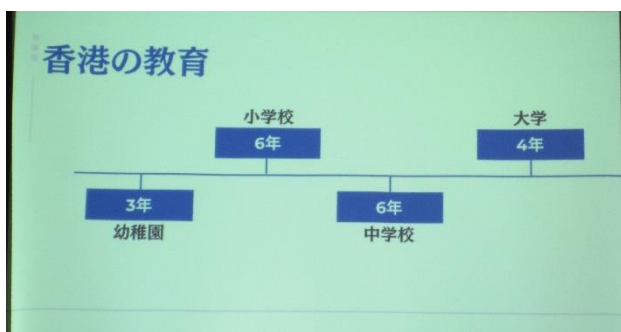 香港の教育
小学校
6年
大学
4年
3年
幼稚園
6年
中学校